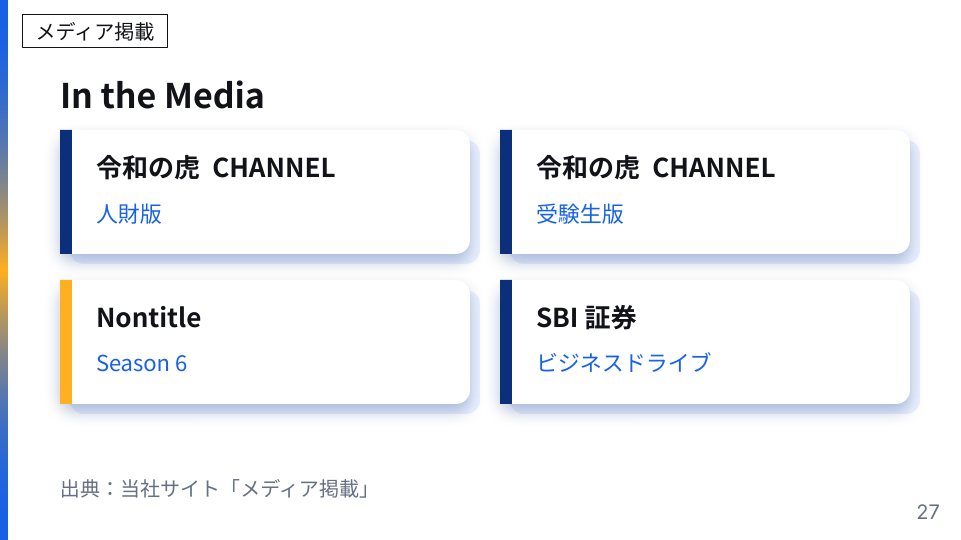 メディア掲載
In the Media
令和の虎 CHANNEL
人財版
令和の虎 CHANNEL
受験生版
Nontitle
Season 6
SBI 証券
ビジネスドライブ
出典：当社サイト「メディア掲載」
27